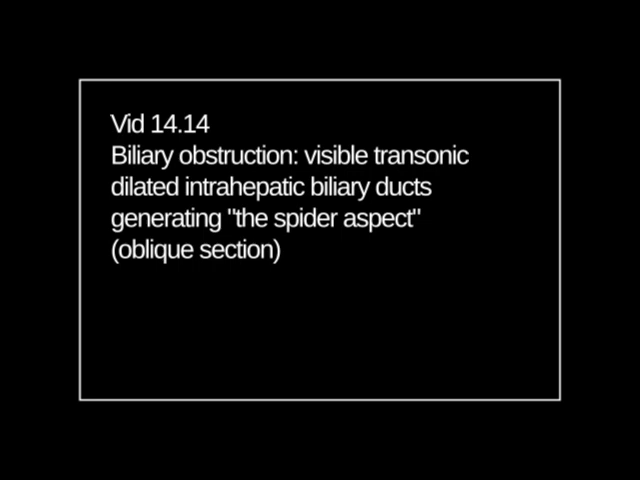 Vid 14.14
Biliary obstruction: visible transonic
dilated intrahepatic biliary ducts
generating "the spider aspect"
(oblique section)